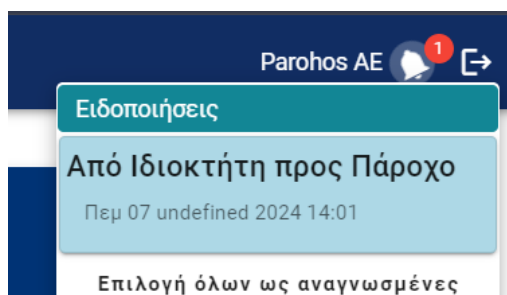 Parohos AE
1
Ειδοποιήσεις
Από Ιδιοκτήτη προς Πάροχο
Πεμ 07 undefined 2024 14:01
Επιλογή όλων ως αναγνωσμένες